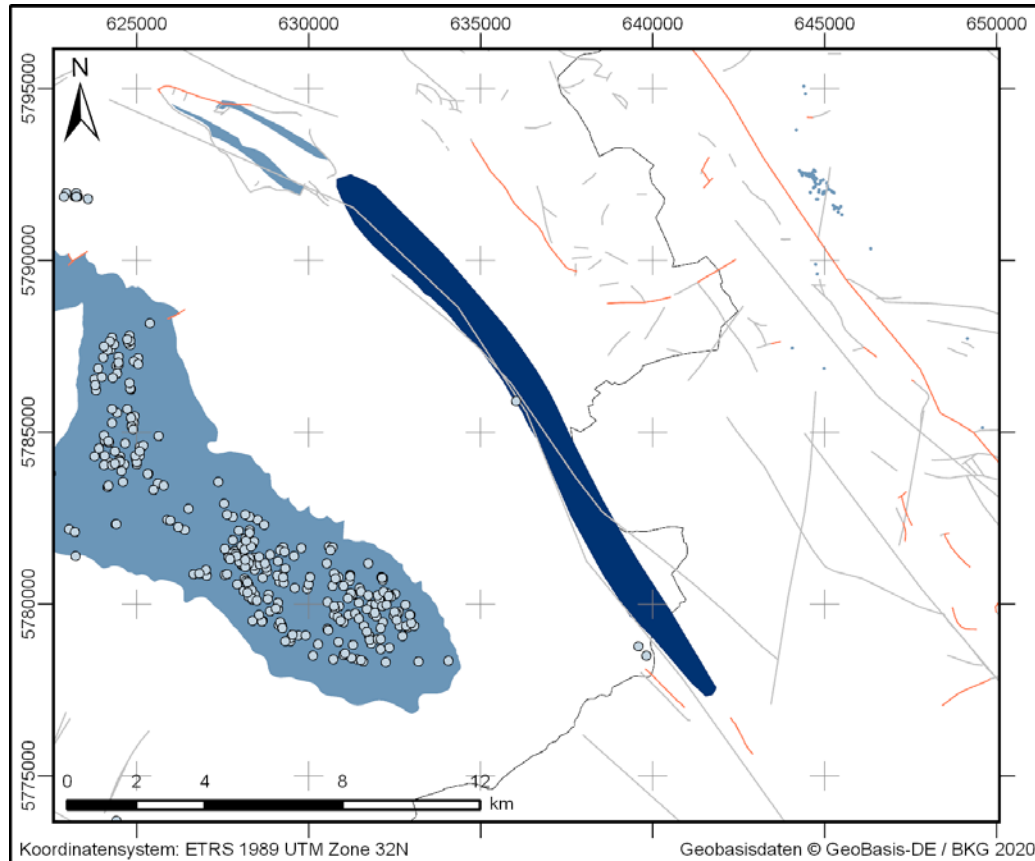 625000 630000 635000 640000 645000 650000
N
5795000
5790000
5785000
5780000
5775000
0 2 4 8 12
km
Koordinatensystem: ETRS 1989 UTM Zone 32N
Geobasisdaten © GeoBasis-DE / BKG 2020